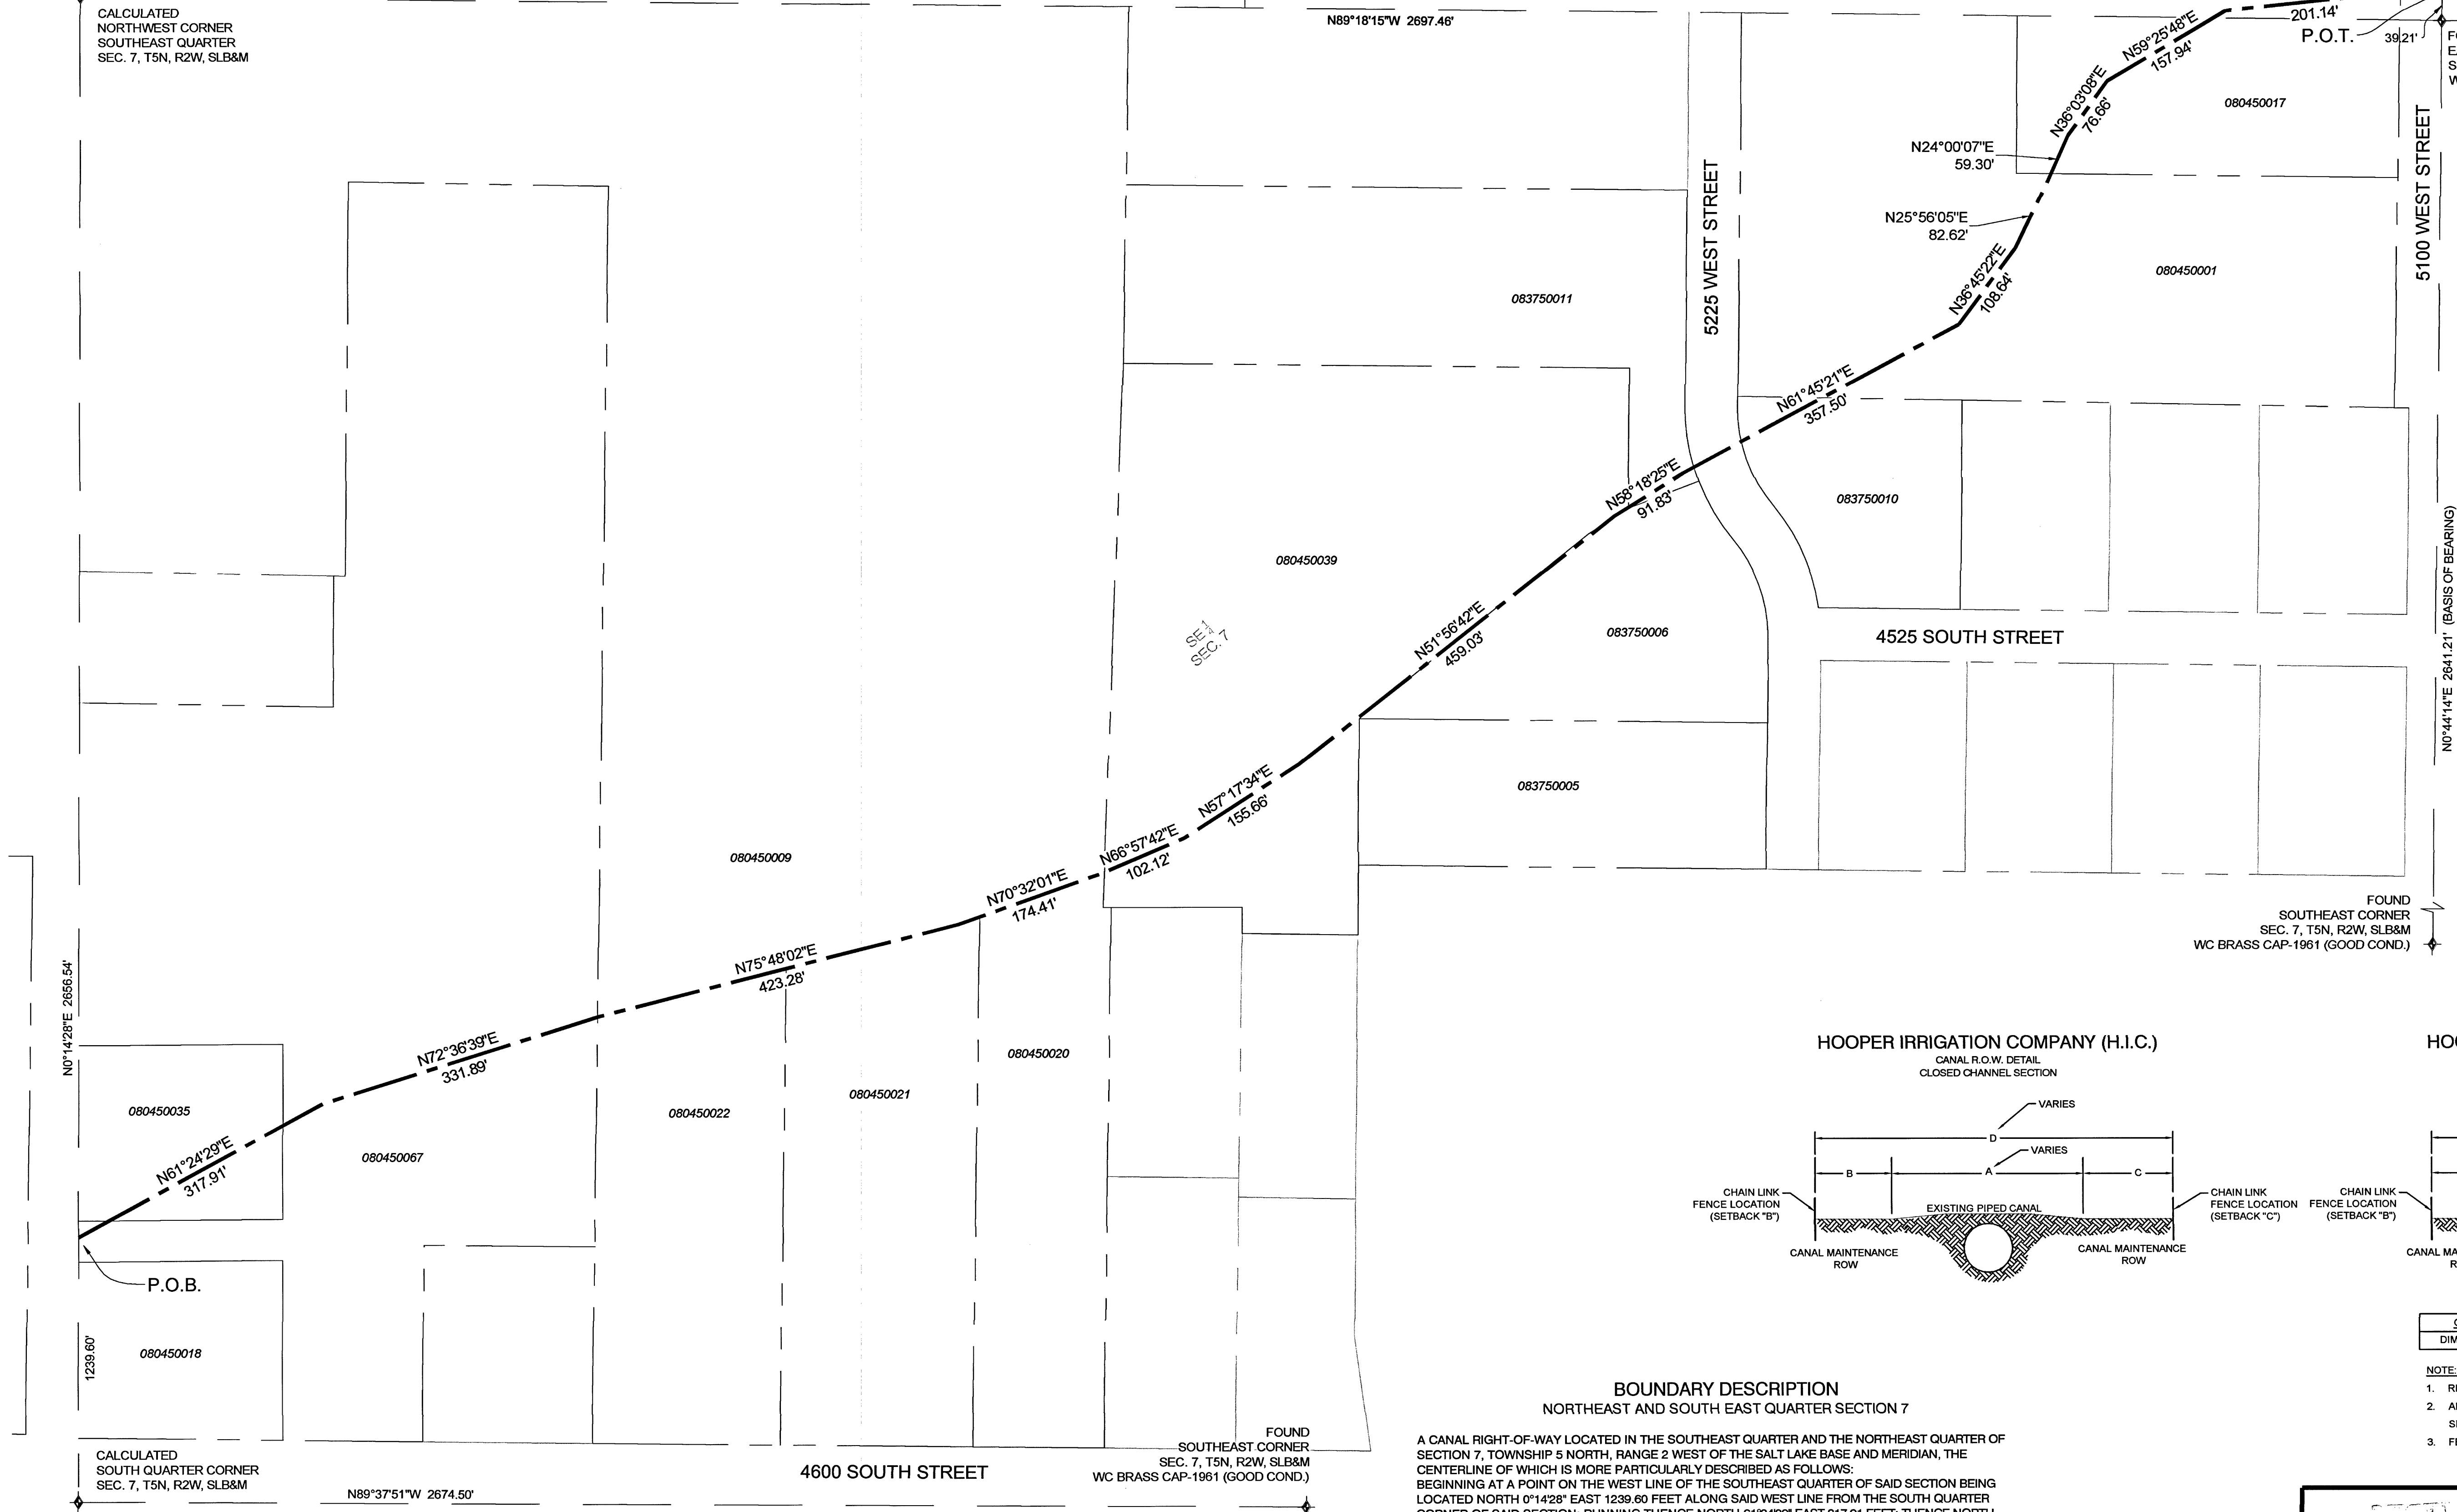 CALCULATED
NORTHWEST CORNER
SOUTHEAST QUARTER
SEC. 7, T5N, R2W, SLB&M
N89°18'15"W 2697.46'
201.14'
P.O.T.
39.21'
N59°25'48"E
157.94'
N36°03'08"E
76.66'
N24°00'07"E
59.30'
N25°56'05"E
82.62'
N36°45'22"E
108.64'
080450017
080450001
5100 WEST STREET
5225 WEST STREET
083750011
N61°45'21"E
357.50'
N58°18'25"E
91.83'
083750010
N0°44'14"E 2641.21' (BASIS OF BEARING)
080450039
SE 1/4
SEC. 7
N51°56'42"E
459.03'
083750006
4525 SOUTH STREET
083750005
N57°17'34"E
155.66'
N66°57'42"E
102.12'
080450009
N70°32'01"E
174.41'
N75°48'02"E
423.28'
FOUND
SOUTHEAST CORNER
SEC. 7, T5N, R2W, SLB&M
WC BRASS CAP-1961 (GOOD COND.)
N0°14'28"E 2656.54'
N72°36'39"E
331.89'
080450020
080450021
080450022
080450035
080450067
N61°24'29"E
317.91'
P.O.B.
1239.60'
080450018
HOOPER IRRIGATION COMPANY (H.I.C.)
CANAL R.O.W. DETAIL
CLOSED CHANNEL SECTION
VARIES
D
VARIES
B
A
C
CHAIN LINK
FENCE LOCATION
(SETBACK "B")
EXISTING PIPED CANAL
CHAIN LINK
FENCE LOCATION
(SETBACK "C")
CANAL MAINTENANCE
ROW
CANAL MAINTENANCE
ROW
HOO
CHAIN LINK
FENCE LOCATION
(SETBACK "B")
CANAL MA
R
DIM
NOTE:
1.
2.
3.
CALCULATED
SOUTH QUARTER CORNER
SEC. 7, T5N, R2W, SLB&M
N89°37'51"W 2674.50'
4600 SOUTH STREET
FOUND
SOUTHEAST CORNER
SEC. 7, T5N, R2W, SLB&M
WC BRASS CAP-1961 (GOOD COND.)
BOUNDARY DESCRIPTION
NORTHEAST AND SOUTH EAST QUARTER SECTION 7
A CANAL RIGHT-OF-WAY LOCATED IN THE SOUTHEAST QUARTER AND THE NORTHEAST QUARTER OF
SECTION 7, TOWNSHIP 5 NORTH, RANGE 2 WEST OF THE SALT LAKE BASE AND MERIDIAN, THE
CENTERLINE OF WHICH IS MORE PARTICULARLY DESCRIBED AS FOLLOWS:
BEGINNING AT A POINT ON THE WEST LINE OF THE SOUTHEAST QUARTER OF SAID SECTION BEING
LOCATED NORTH 0°14'28" EAST 1239.60 FEET ALONG SAID WEST LINE FROM THE SOUTH QUARTER